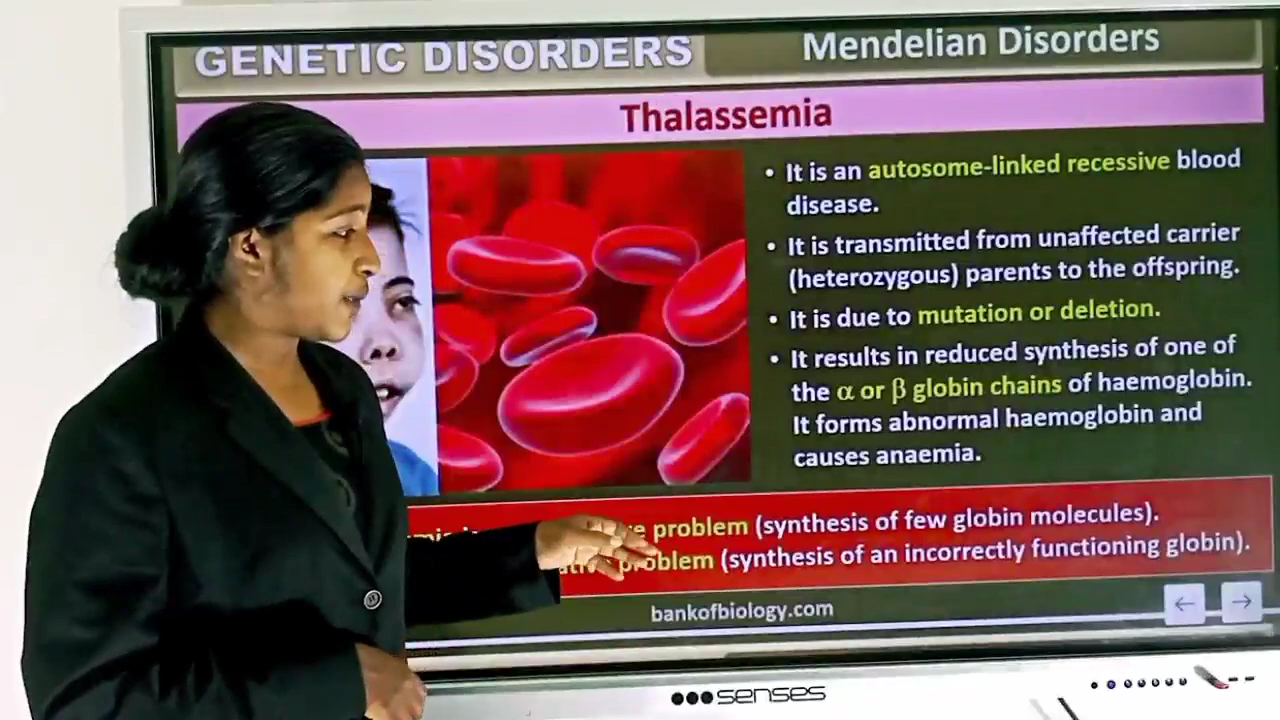 GENETIC DISORDERS
Mendelian Disorders
Thalassemia
• It is an autosome-linked recessive blood
disease.
• It is transmitted from unaffected carrier
(heterozygous) parents to the offspring.
• It is due to mutation or deletion.
• It results in reduced synthesis of one of
the α or β globin chains of haemoglobin.
It forms abnormal haemoglobin and
causes anaemia.
problem (synthesis of few globin molecules).
problem (synthesis of an incorrectly functioning globin).
bankofbiology.com
senses